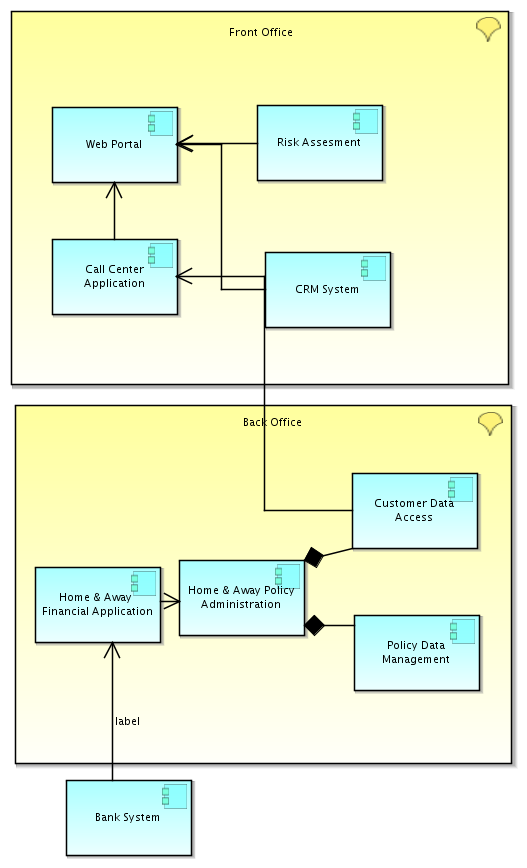 Front Office
Web Portal
Risk Assesment
Call Center
Application
CRM System
Back Office
Customer Data
Access
Home & Away
Financial Application
Home & Away Policy
Administration
Policy Data
Management
label
Bank System